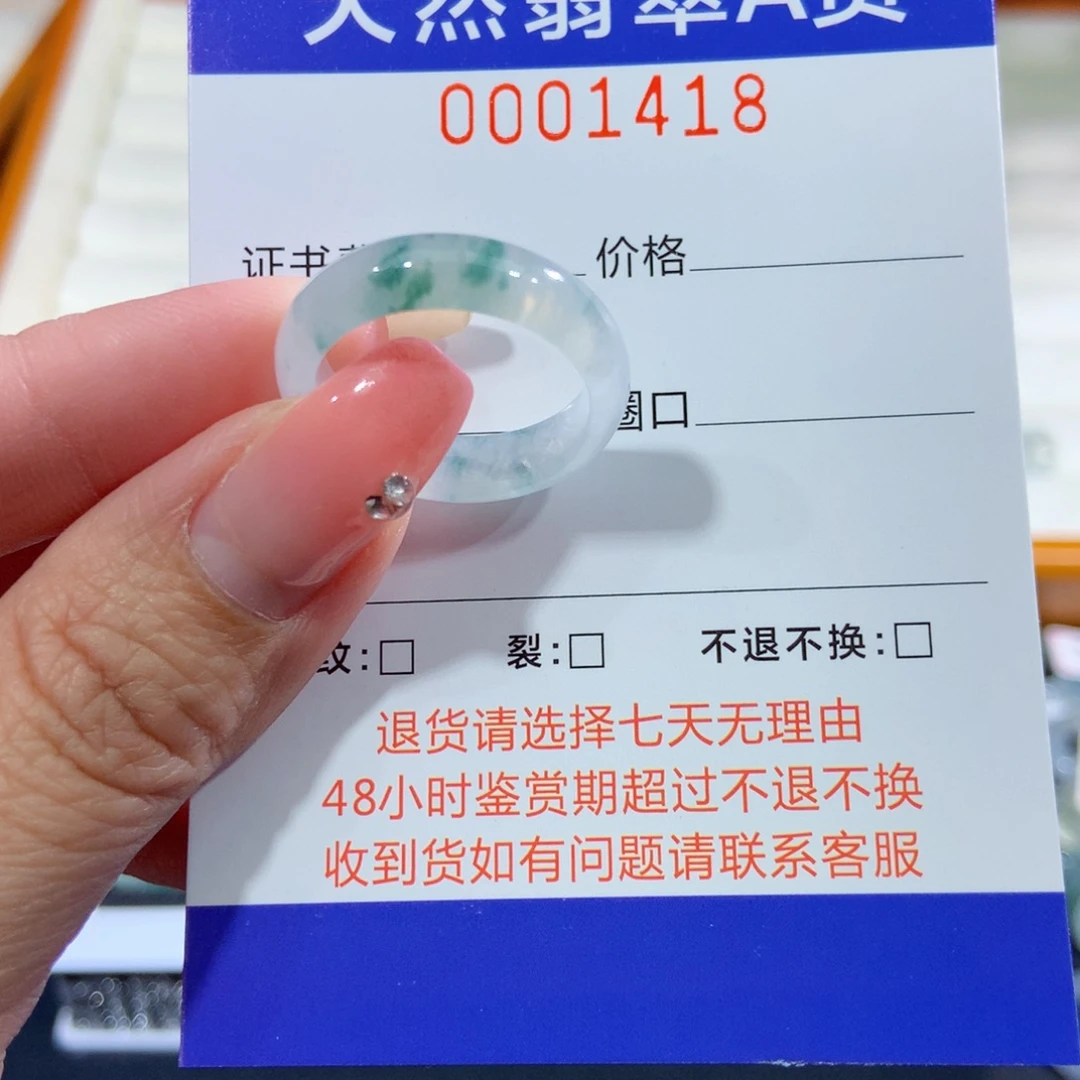 天然翡翠A货
0001418
证书 价格
圈口
纹:□ 裂:□ 不退不换:□
退货请选择七天无理由
48小时鉴赏期超过不退不换
收到货如有问题请联系客服